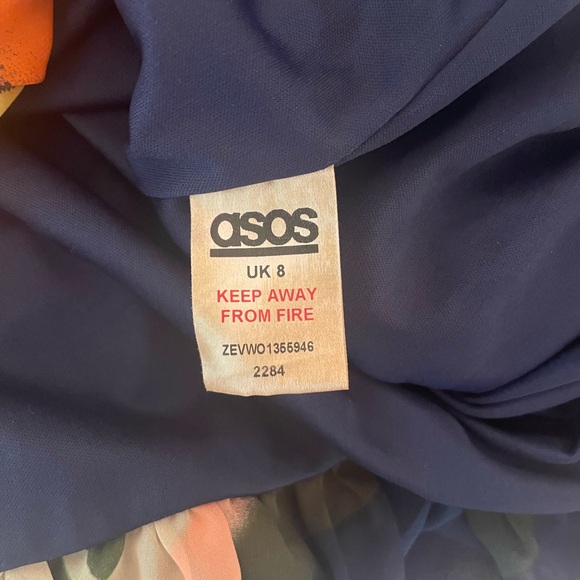 asos
UK 8
KEEP AWAY
FROM FIRE
ZEVWO1355946
2284